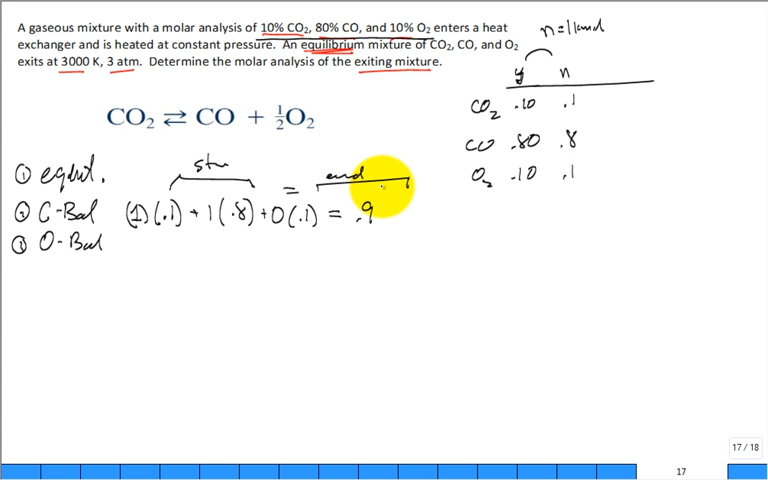 A gaseous mixture with a molar analysis of 10% CO₂, 80% CO, and 10% O₂ enters a heat
exchanger and is heated at constant pressure. An equilibrium mixture of CO₂, CO, and O₂
exits at 3000 K, 3 atm. Determine the molar analysis of the exiting mixture.
n=1 kmol
y n
CO₂ .10 .1
CO .80 .8
O₂ .10 .1
CO₂ ⇄ CO + ½O₂
① equil.
str = end
② C-Bal (1)(.1) + 1(.8) + 0(.1) = .9
③ O-Bal
17 / 18
17